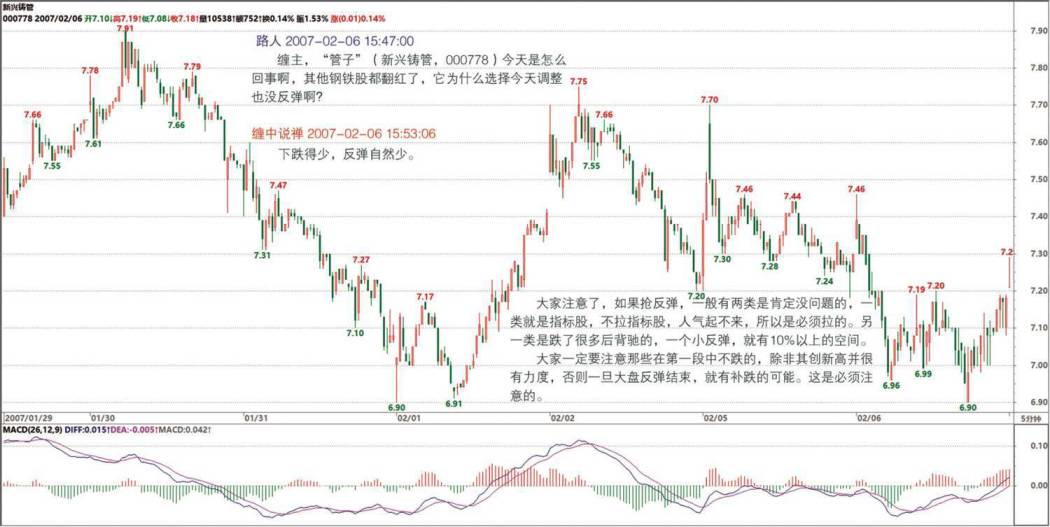 新兴铸管
000778 2007/02/06 开7.10↓高7.19↑低7.08↓收7.18↑量10538↑额752↑换0.14% 振1.53% 涨(0.01)0.14%
路人 2007-02-06 15:47:00
缠主，“管子”（新兴铸管，000778）今天是怎么
回事啊，其他钢铁股都翻红了，它为什么选择今天调整
也没反弹啊?
缠中说禅 2007-02-06 15:53:06
下跌得少，反弹自然少。
7.91
7.78
7.79
7.66
7.66
7.61
7.55
7.47
7.31
7.27
7.10
7.17
6.90
6.91
7.75
7.66
7.55
7.70
7.20
7.30
7.46
7.28
7.44
7.24
7.46
6.96
7.19
6.99
7.20
6.90
7.2
大家注意了，如果抢反弹，一般有两类是肯定没问题的，一
类就是指标股，不拉指标股，人气起不来，所以是必须拉的。另
一类是跌了很多后背驰的，一个小反弹，就有10%以上的空间。
大家一定要注意那些在第一段中不跌的，除非其创新高并很
有力度，否则一旦大盘反弹结束，就有补跌的可能。这是必须注
意的。
7.90
7.80
7.70
7.60
7.50
7.40
7.30
7.20
7.10
7.00
6.90
2007/01/29 01/30 01/31 02/01 02/02 02/05 02/06 5分钟
MACD(26,12,9) DIFF:0.015↑DEA:-0.005↑MACD:0.042↑
0.10
0.00